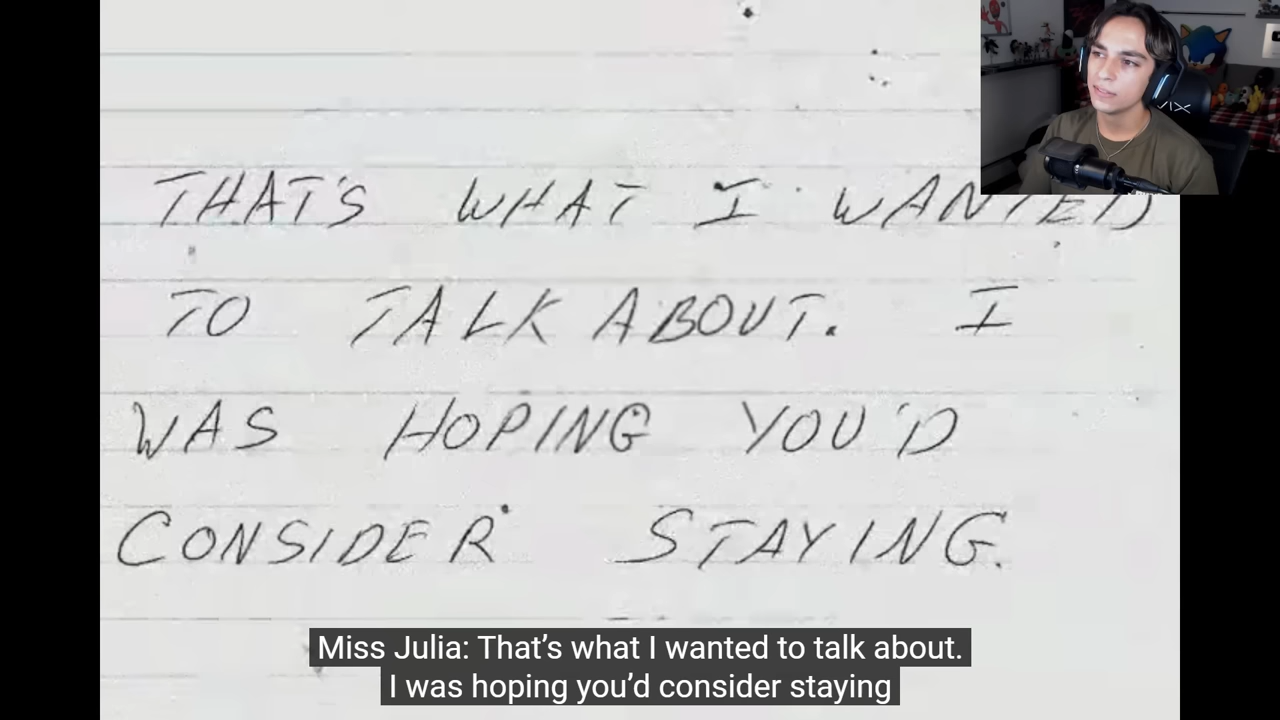 THAT'S WHAT I WANTED
TO TALK ABOUT. I
WAS HOPING YOU'D
CONSIDER STAYING.
Miss Julia: That’s what I wanted to talk about.
I was hoping you’d consider staying